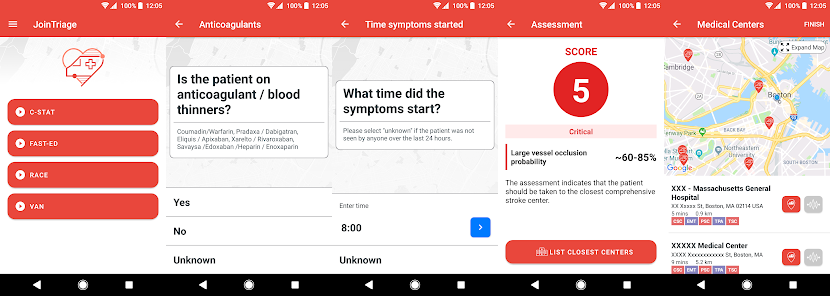 100% 12:05
JoinTriage
C-STAT
FAST-ED
RACE
VAN
100% 12:05
Anticoagulants
Is the patient on
anticoagulant / blood
thinners?
Coumadin/Warfarin, Pradaxa / Dabigatran,
Eliquis / Apixaban, Xarelto / Rivaroxaban,
Savaysa /Edoxaban /Heparin / Enoxaparin
Yes
No
Unknown
100% 12:05
Time symptoms started
What time did the
symptoms start?
Please select "unknown" if the patient was not
seen by anyone over the last 24 hours.
Enter time
8:00
Unknown
100% 12:05
Assessment
SCORE
5
Critical
Large vessel occlusion
probability
~60-85%
The assessment indicates that the patient
should be taken to the closest comprehensive
stroke center.
LIST CLOSEST CENTERS
100% 12:05
Medical Centers
FINISH
Expand Map
Cambridge
Boston
BACK BAY
Northeastern
University
SOUTH BOSTON
Google
XXX - Massachusetts General
Hospital
XX Xxxxx St, Boston, MA 02114 USA
5 mins 0.9 km
CSC EMT PSC TPA TSC
XXXXX Medical Center
XXXX Xxxxxxxxxxxx St, Boston, MA
9 mins 5.2 km
CSC EMT PSC TPA TSC